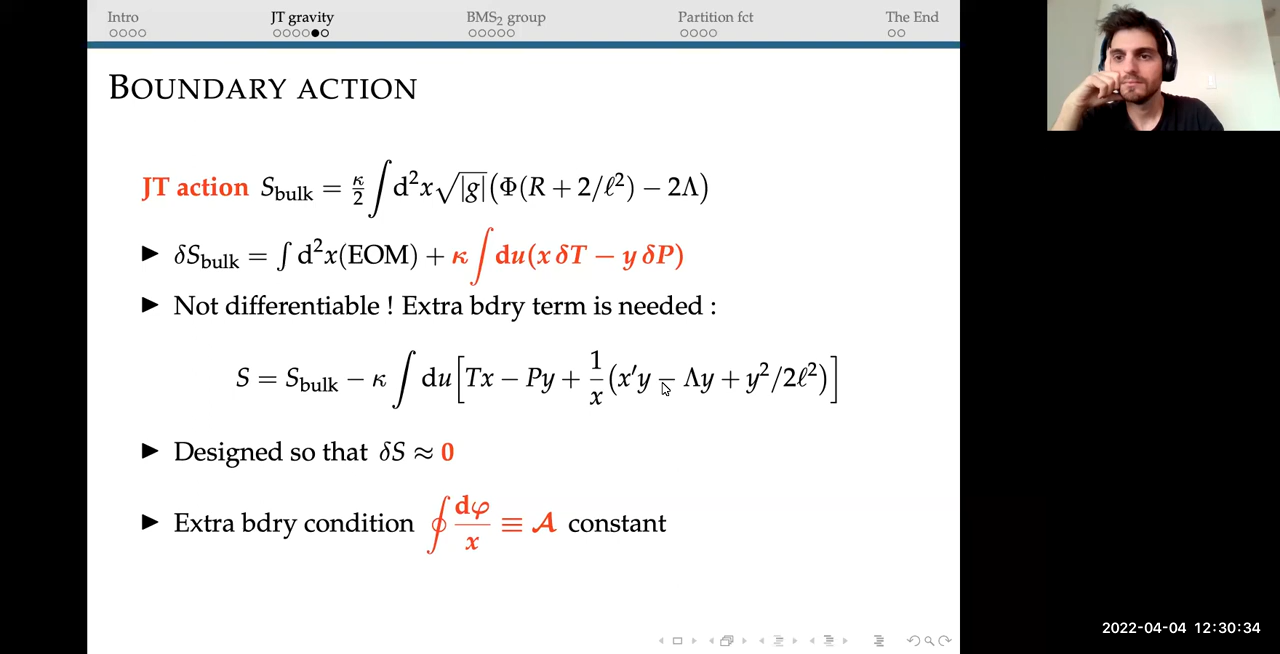 Intro JT gravity BMS₂ group Partition fct The End
BOUNDARY ACTION
JT action S_bulk = κ/2 ∫ d²x√|g|(Φ(R + 2/ℓ²) − 2Λ)
► δS_bulk = ∫ d²x(EOM) + κ ∫ du(x δT − y δP)
► Not differentiable ! Extra bdry term is needed :
S = S_bulk − κ ∫ du[Tx − Py + 1/x (x′y − Λy + y²/2ℓ²)]
► Designed so that δS ≈ 0
► Extra bdry condition ∮ dφ/x ≡ 𝒜 constant
2022-04-04 12:30:34